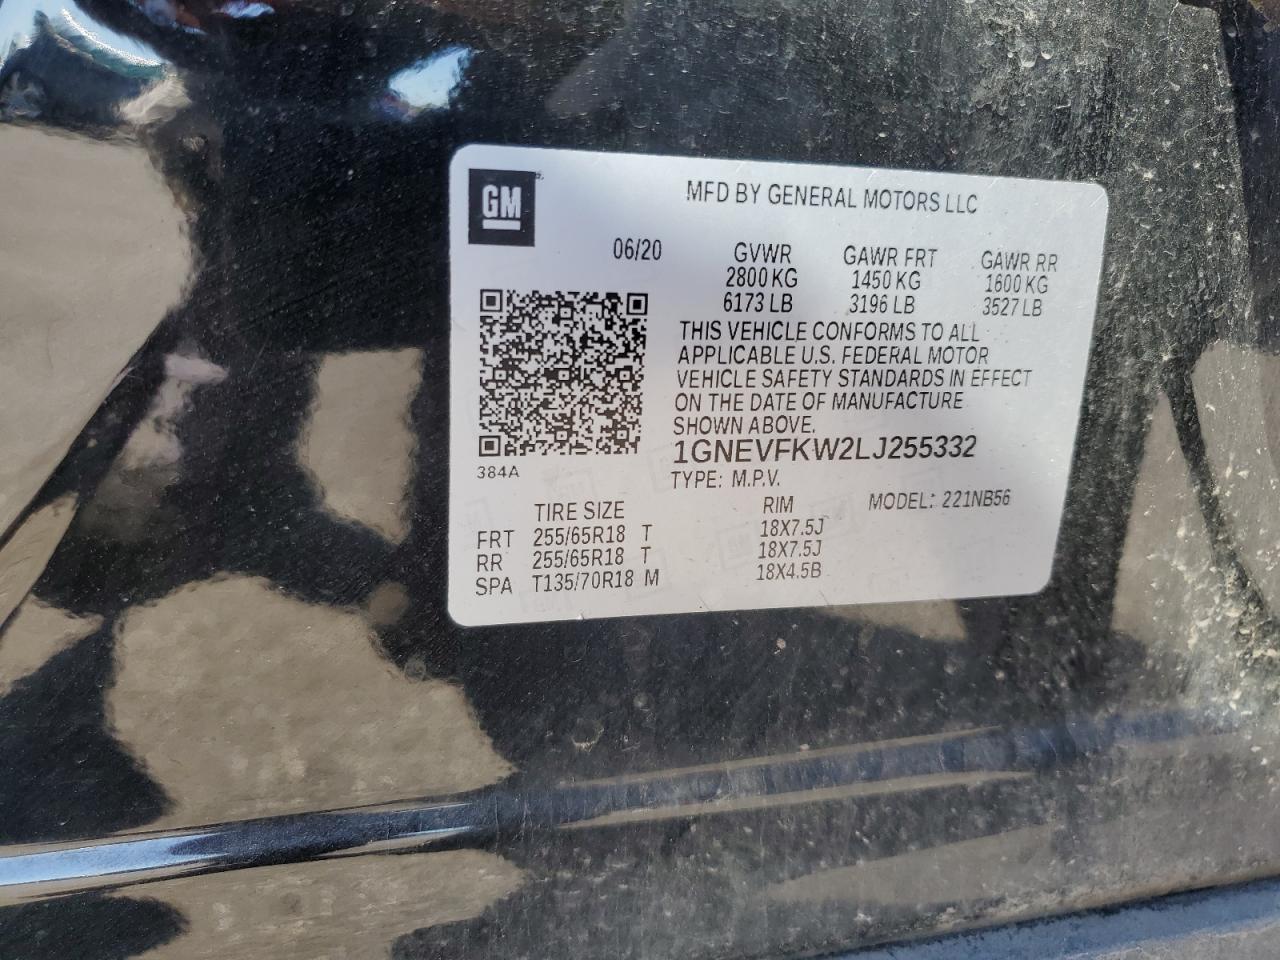 GM
MFD BY GENERAL MOTORS LLC
06/20 GVWR GAWR FRT GAWR RR
2800 KG 1450 KG 1600 KG
6173 LB 3196 LB 3527 LB
THIS VEHICLE CONFORMS TO ALL
APPLICABLE U.S. FEDERAL MOTOR
VEHICLE SAFETY STANDARDS IN EFFECT
ON THE DATE OF MANUFACTURE
SHOWN ABOVE.
1GNEVFKW2LJ255332
384A
TYPE: M.P.V.
TIRE SIZE RIM MODEL: 221NB56
FRT 255/65R18 T 18X7.5J
RR 255/65R18 T 18X7.5J
SPA T135/70R18 M 18X4.5B